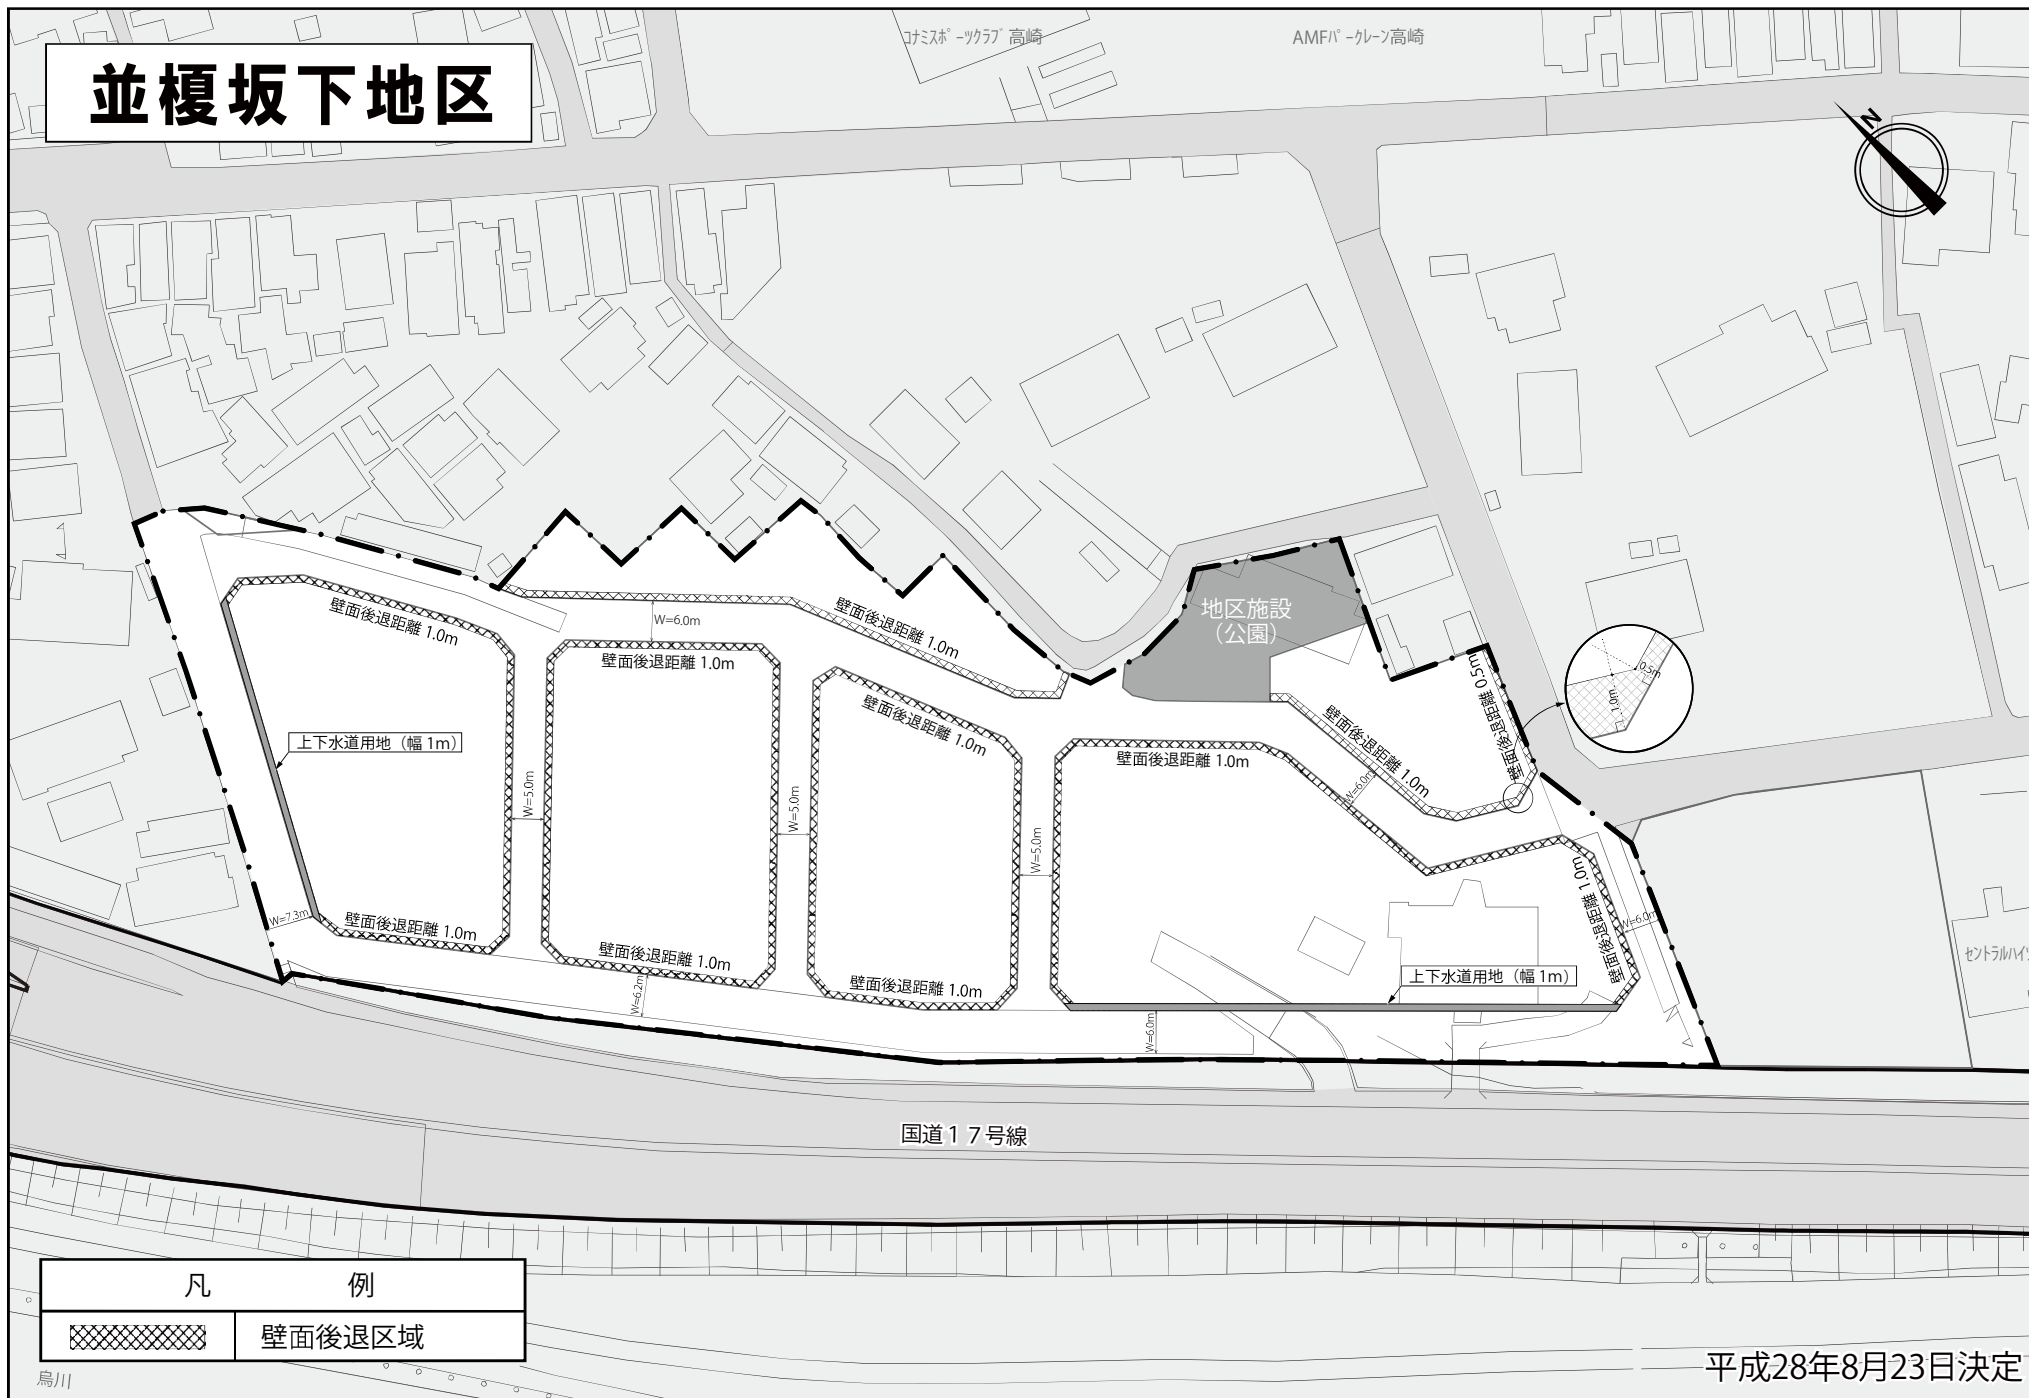 並榎坂下地区
コナミスポーツクラブ高崎
AMFパークレーン高崎
N
壁面後退距離 1.0m
W=6.0m
壁面後退距離 1.0m
地区施設
（公園）
壁面後退距離 1.0m
壁面後退距離 0.5m
0.5m
1.0m
壁面後退距離 1.0m
壁面後退距離 1.0m
上下水道用地（幅 1m）
壁面後退距離 1.0m
W=6.0m
W=5.0m
W=5.0m
W=5.0m
壁面後退距離 1.0m
W=7.3m
W=6.0m
壁面後退距離 1.0m
壁面後退距離 1.0m
壁面後退距離 1.0m
W=6.2m
上下水道用地（幅 1m）
W=6.0m
セントラルハイツ
国道１７号線
凡例
壁面後退区域
烏川
平成28年8月23日決定